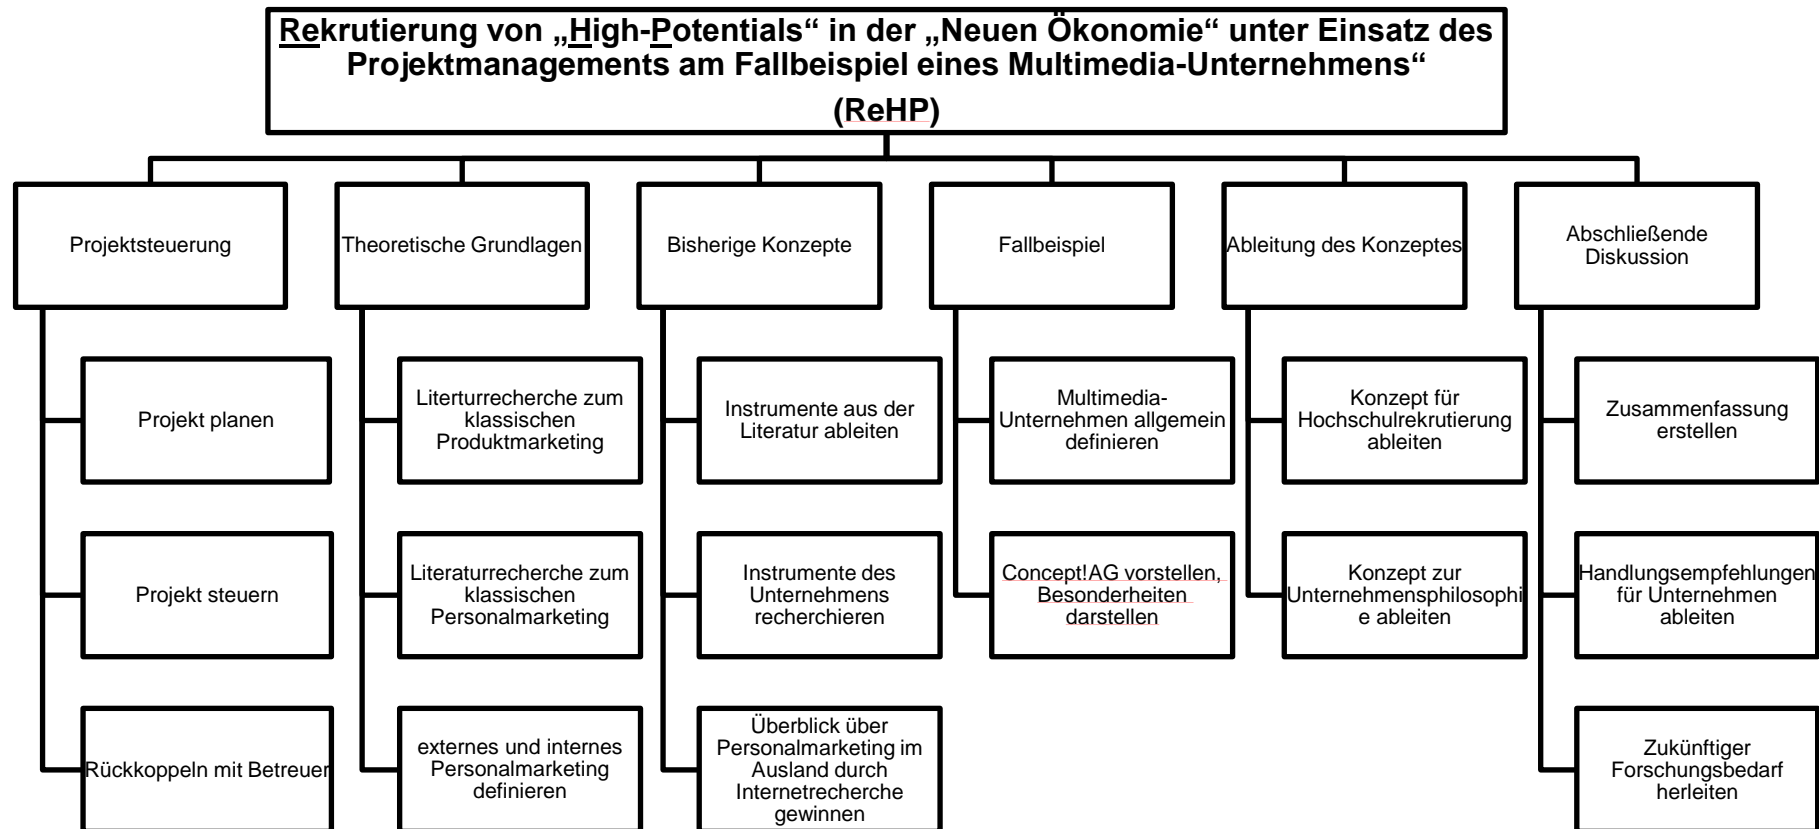 Rekrutierung von „High-Potentials“ in der „Neuen Ökonomie“ unter Einsatz des
Projektmanagements am Fallbeispiel eines Multimedia-Unternehmens“
(ReHP)
Projektsteuerung
Theoretische Grundlagen
Bisherige Konzepte
Fallbeispiel
Ableitung des Konzeptes
Abschließende
Diskussion
Projekt planen
Literturrecherche zum
klassischen
Produktmarketing
Instrumente aus der
Literatur ableiten
Multimedia-
Unternehmen allgemein
definieren
Konzept für
Hochschulrekrutierung
ableiten
Zusammenfassung
erstellen
Projekt steuern
Literaturrecherche zum
klassischen
Personalmarketing
Instrumente des
Unternehmens
recherchieren
Concept!AG vorstellen,
Besonderheiten
darstellen
Konzept zur
Unternehmensphilosophi
e ableiten
Handlungsempfehlungen
für Unternehmen
ableiten
Rückkoppeln mit Betreuer
externes und internes
Personalmarketing
definieren
Überblick über
Personalmarketing im
Ausland durch
Internetrecherche
gewinnen
Zukünftiger
Forschungsbedarf
herleiten